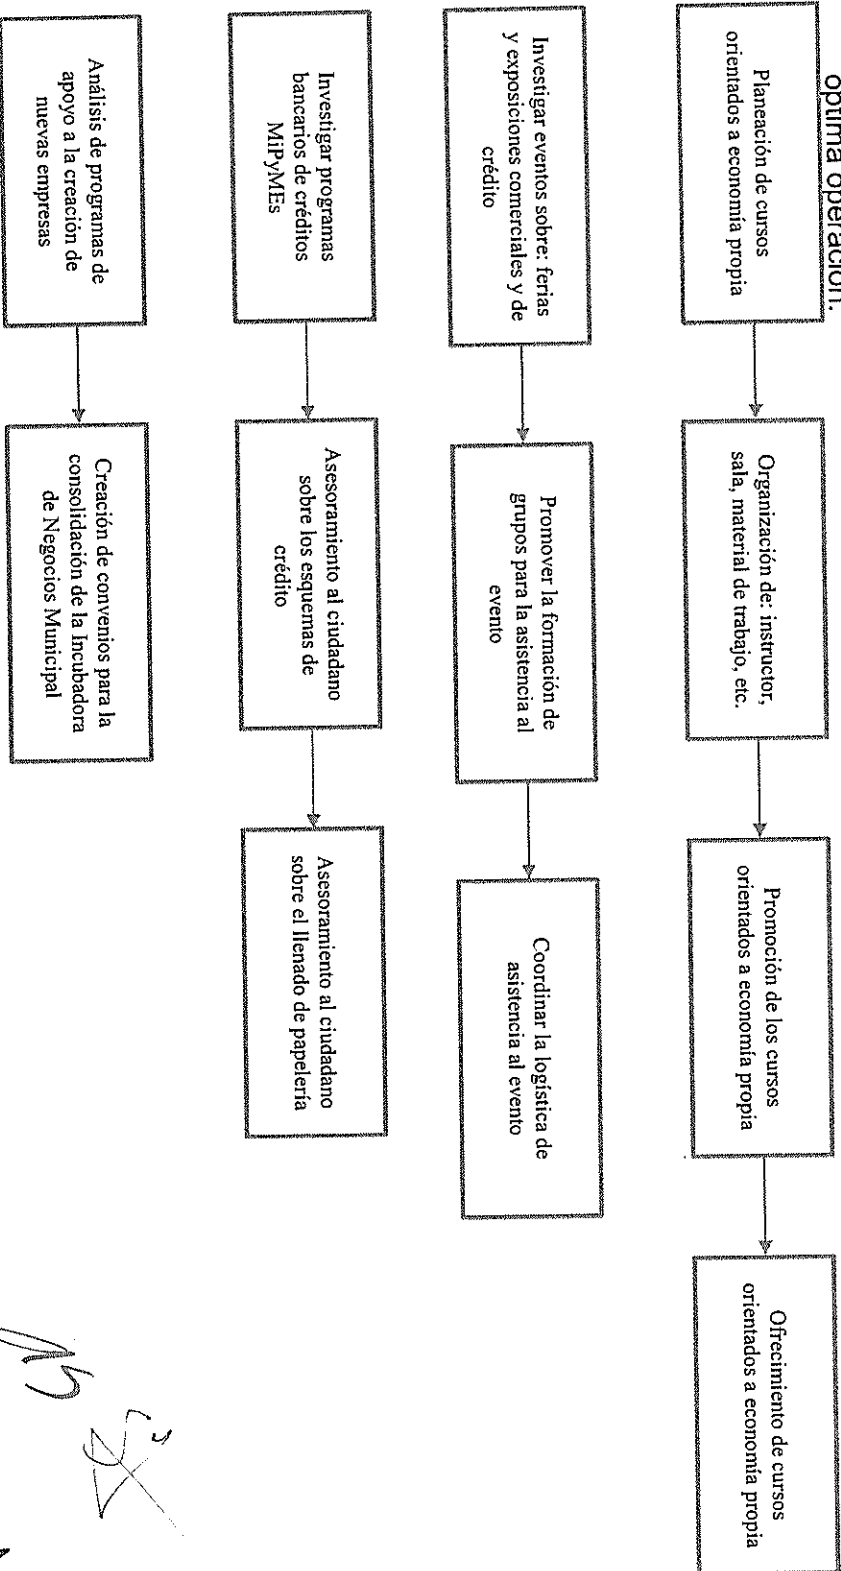 óptima operación.
Planeación de cursos
orientados a economía propia
Organización de: instructor,
sala, material de trabajo, etc.
Promoción de los cursos
orientados a economía propia
Ofrecimiento de cursos
orientados a economía propia
Investigar eventos sobre: ferias
y exposiciones comerciales y de
crédito
Promover la formación de
grupos para la asistencia al
evento
Coordinar la logística de
asistencia al evento
Investigar programas
bancarios de créditos
MiPyMEs
Asesoramiento al ciudadano
sobre los esquemas de
crédito
Asesoramiento al ciudadano
sobre el llenado de papelería
Análisis de programas de
apoyo a la creación de
nuevas empresas
Creación de convenios para la
consolidación de la Incubadora
de Negocios Municipal